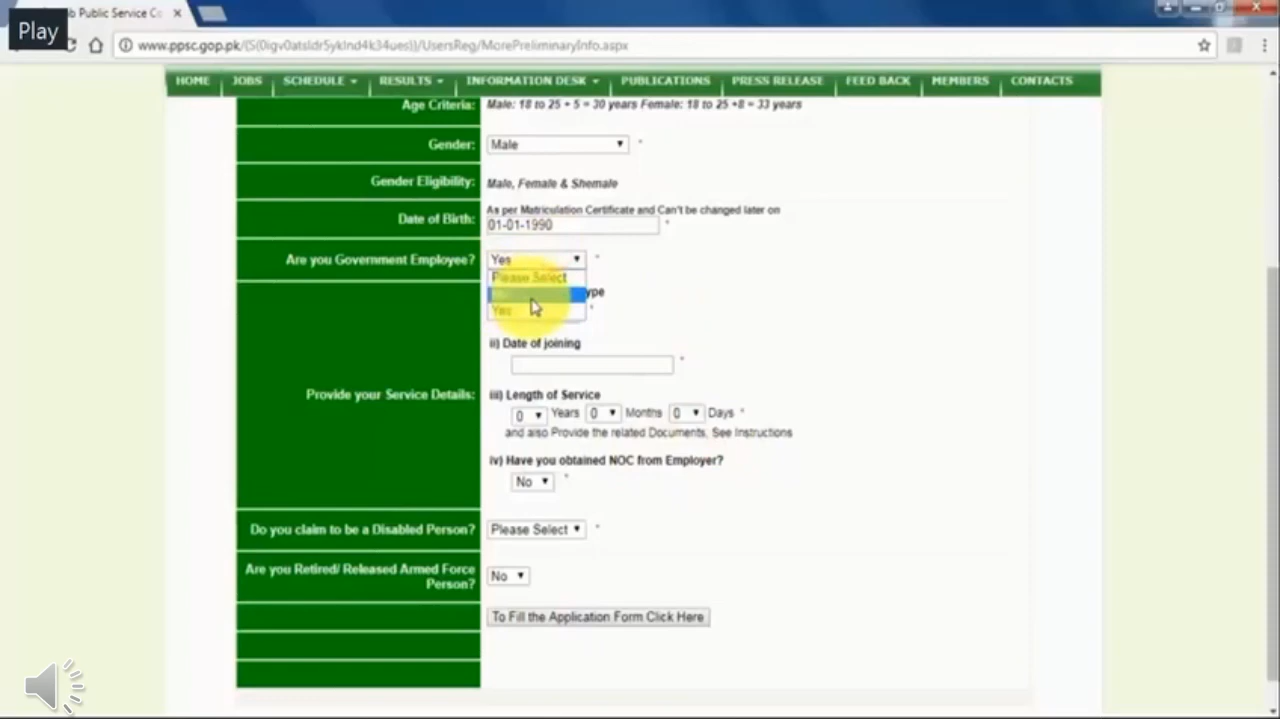 Public Service Co
Play
www.ppsc.gop.pk/(S(0igv0atsldr5yklnd4k34ues))/UsersReg/MorePreliminaryInfo.aspx
HOME JOBS SCHEDULE RESULTS INFORMATION DESK PUBLICATIONS PRESS RELEASE FEED BACK MEMBERS CONTACTS
Age Criteria: Male: 18 to 25 + 5 = 30 years Female: 18 to 25 +8 = 33 years
Gender: Male *
Gender Eligibility: Male, Female & Shemale
As per Matriculation Certificate and Can't be changed later on
Date of Birth: 01-01-1990 *
Are you Government Employee? Yes *
Please Select
ype
Yes *
ii) Date of joining
*
Provide your Service Details: iii) Length of Service
0 Years 0 Months 0 Days *
and also Provide the related Documents, See Instructions
iv) Have you obtained NOC from Employer?
No *
Do you claim to be a Disabled Person? Please Select *
Are you Retired/ Released Armed Force
Person? No
To Fill the Application Form Click Here